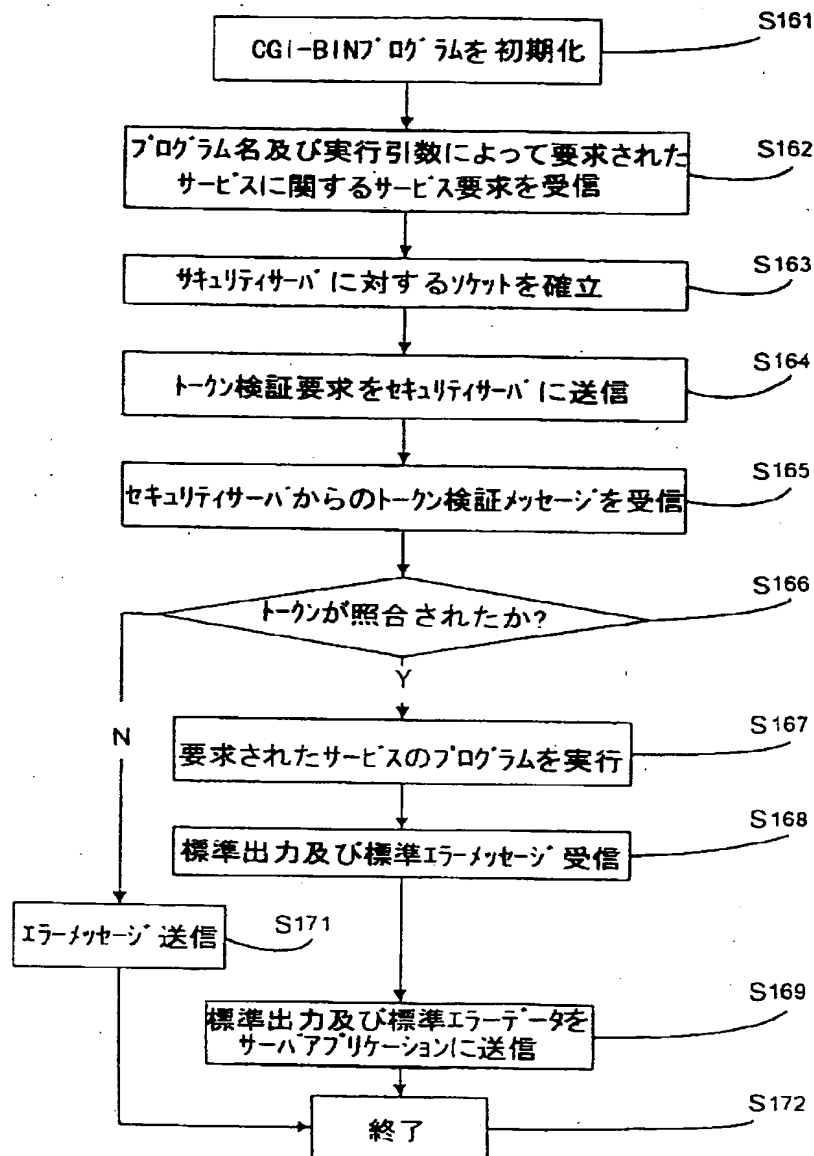 S161
CGI-BINプログラムを初期化
S162
プログラム名及び実行引数によって要求された
サービスに関するサービス要求を受信
S163
サキュリティサーバに対するソケットを確立
S164
トークン検証要求をセキュリティサーバに送信
S165
セキュリティサーバからのトークン検証メッセージを受信
S166
トークンが照合されたか?
Y
N
S167
要求されたサービスのプログラムを実行
S168
標準出力及び標準エラーメッセージ受信
S171
エラーメッセージ送信
S169
標準出力及び標準エラーデータを
サーバアプリケーションに送信
S172
終了